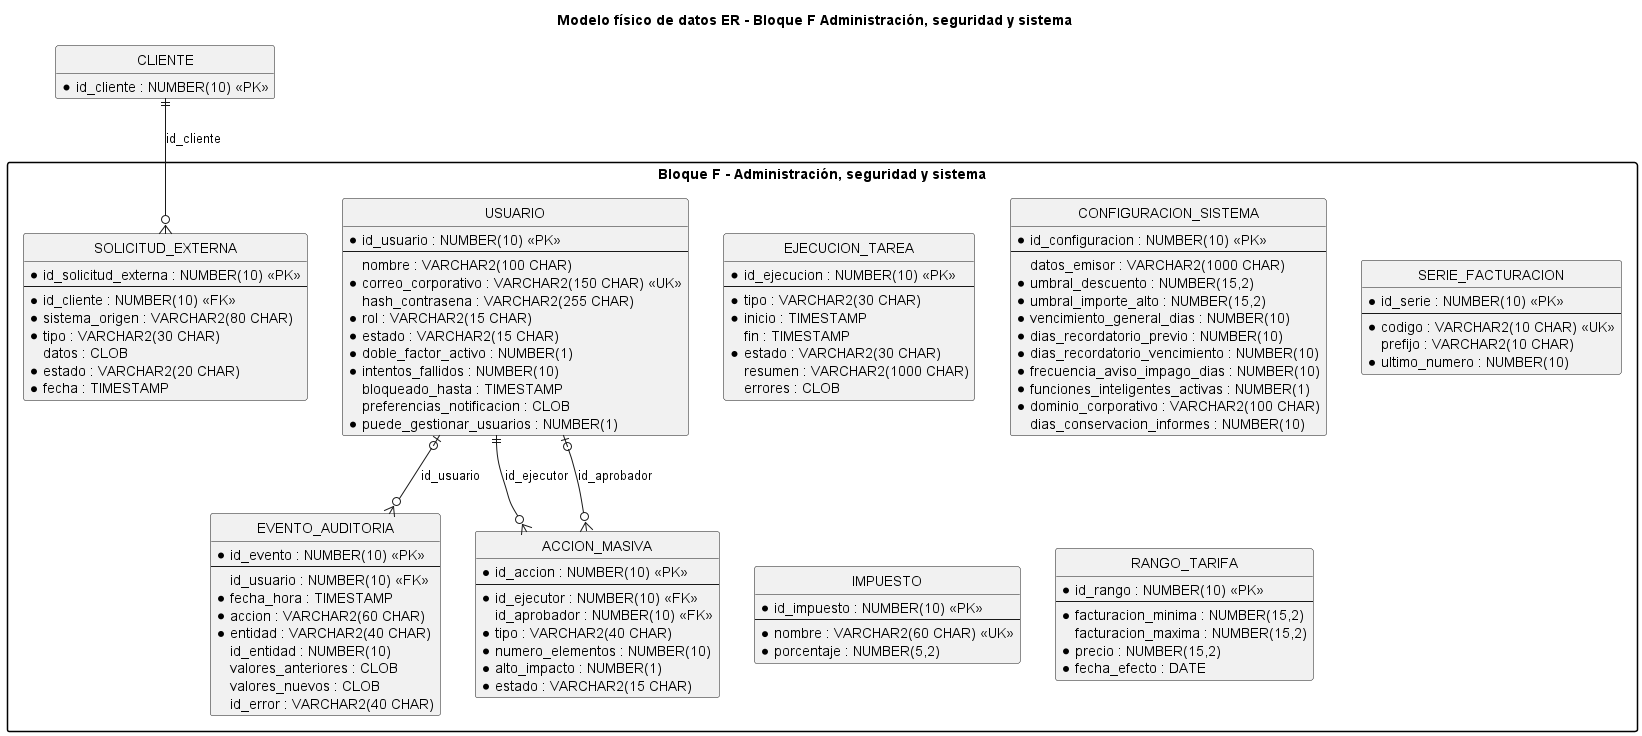 Modelo físico de datos ER - Bloque F Administración, seguridad y sistema
CLIENTE
id_cliente : NUMBER(10) «PK»
id_cliente
Bloque F - Administración, seguridad y sistema
SOLICITUD_EXTERNA
id_solicitud_externa : NUMBER(10) «PK»
id_cliente : NUMBER(10) «FK»
sistema_origen : VARCHAR2(80 CHAR)
tipo : VARCHAR2(30 CHAR)
datos : CLOB
estado : VARCHAR2(20 CHAR)
fecha : TIMESTAMP
USUARIO
id_usuario : NUMBER(10) «PK»
nombre : VARCHAR2(100 CHAR)
correo_corporativo : VARCHAR2(150 CHAR) «UK»
hash_contrasena : VARCHAR2(255 CHAR)
rol : VARCHAR2(15 CHAR)
estado : VARCHAR2(15 CHAR)
doble_factor_activo : NUMBER(1)
intentos_fallidos : NUMBER(10)
bloqueado_hasta : TIMESTAMP
preferencias_notificacion : CLOB
puede_gestionar_usuarios : NUMBER(1)
EJECUCION_TAREA
id_ejecucion : NUMBER(10) «PK»
tipo : VARCHAR2(30 CHAR)
inicio : TIMESTAMP
fin : TIMESTAMP
estado : VARCHAR2(30 CHAR)
resumen : VARCHAR2(1000 CHAR)
errores : CLOB
CONFIGURACION_SISTEMA
id_configuracion : NUMBER(10) «PK»
datos_emisor : VARCHAR2(1000 CHAR)
umbral_descuento : NUMBER(15,2)
umbral_importe_alto : NUMBER(15,2)
vencimiento_general_dias : NUMBER(10)
dias_recordatorio_previo : NUMBER(10)
dias_recordatorio_vencimiento : NUMBER(10)
frecuencia_aviso_impago_dias : NUMBER(10)
funciones_inteligentes_activas : NUMBER(1)
dominio_corporativo : VARCHAR2(100 CHAR)
dias_conservacion_informes : NUMBER(10)
SERIE_FACTURACION
id_serie : NUMBER(10) «PK»
codigo : VARCHAR2(10 CHAR) «UK»
prefijo : VARCHAR2(10 CHAR)
ultimo_numero : NUMBER(10)
id_usuario
id_ejecutor
id_aprobador
EVENTO_AUDITORIA
id_evento : NUMBER(10) «PK»
id_usuario : NUMBER(10) «FK»
fecha_hora : TIMESTAMP
accion : VARCHAR2(60 CHAR)
entidad : VARCHAR2(40 CHAR)
id_entidad : NUMBER(10)
valores_anteriores : CLOB
valores_nuevos : CLOB
id_error : VARCHAR2(40 CHAR)
ACCION_MASIVA
id_accion : NUMBER(10) «PK»
id_ejecutor : NUMBER(10) «FK»
id_aprobador : NUMBER(10) «FK»
tipo : VARCHAR2(40 CHAR)
numero_elementos : NUMBER(10)
alto_impacto : NUMBER(1)
estado : VARCHAR2(15 CHAR)
IMPUESTO
id_impuesto : NUMBER(10) «PK»
nombre : VARCHAR2(60 CHAR) «UK»
porcentaje : NUMBER(5,2)
RANGO_TARIFA
id_rango : NUMBER(10) «PK»
facturacion_minima : NUMBER(15,2)
facturacion_maxima : NUMBER(15,2)
precio : NUMBER(15,2)
fecha_efecto : DATE